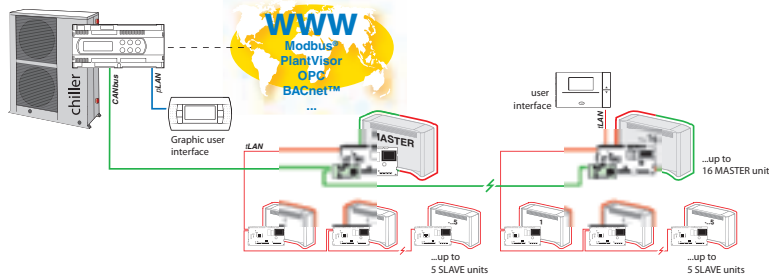 WWW
Modbus®
PlantVisor
OPC
BACnet™
...
chiller
CANbus
pLAN
Graphic user
interface
user
interface
tLAN
tLAN
MASTER
...up to
16 MASTER unit
...5
1
...5
...up to
5 SLAVE units
...up to
5 SLAVE units